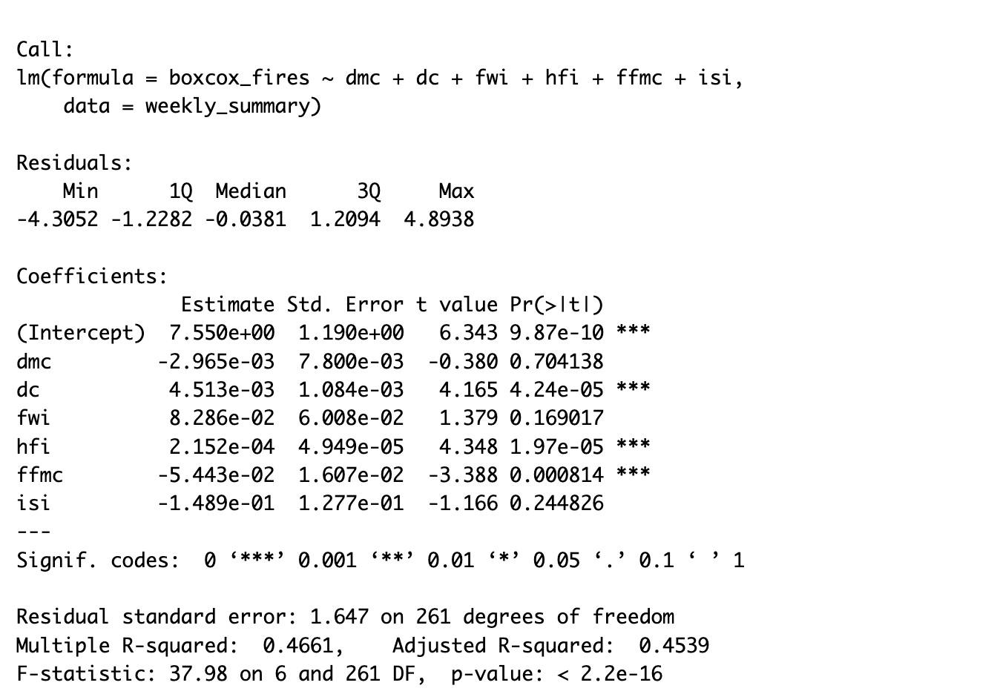 Call:
lm(formula = boxcox_fires ~ dmc + dc + fwi + hfi + ffmc + isi,
    data = weekly_summary)

Residuals:
    Min      1Q  Median      3Q     Max
-4.3052 -1.2282 -0.0381  1.2094  4.8938

Coefficients:
              Estimate Std. Error t value Pr(>|t|)
(Intercept)  7.550e+00  1.190e+00   6.343 9.87e-10 ***
dmc         -2.965e-03  7.800e-03  -0.380 0.704138
dc           4.513e-03  1.084e-03   4.165 4.24e-05 ***
fwi          8.286e-02  6.008e-02   1.379 0.169017
hfi          2.152e-04  4.949e-05   4.348 1.97e-05 ***
ffmc        -5.443e-02  1.607e-02  -3.388 0.000814 ***
isi         -1.489e-01  1.277e-01  -1.166 0.244826
---
Signif. codes:  0 ‘***’ 0.001 ‘**’ 0.01 ‘*’ 0.05 ‘.’ 0.1 ‘ ’ 1

Residual standard error: 1.647 on 261 degrees of freedom
Multiple R-squared:  0.4661,    Adjusted R-squared:  0.4539
F-statistic: 37.98 on 6 and 261 DF,  p-value: < 2.2e-16